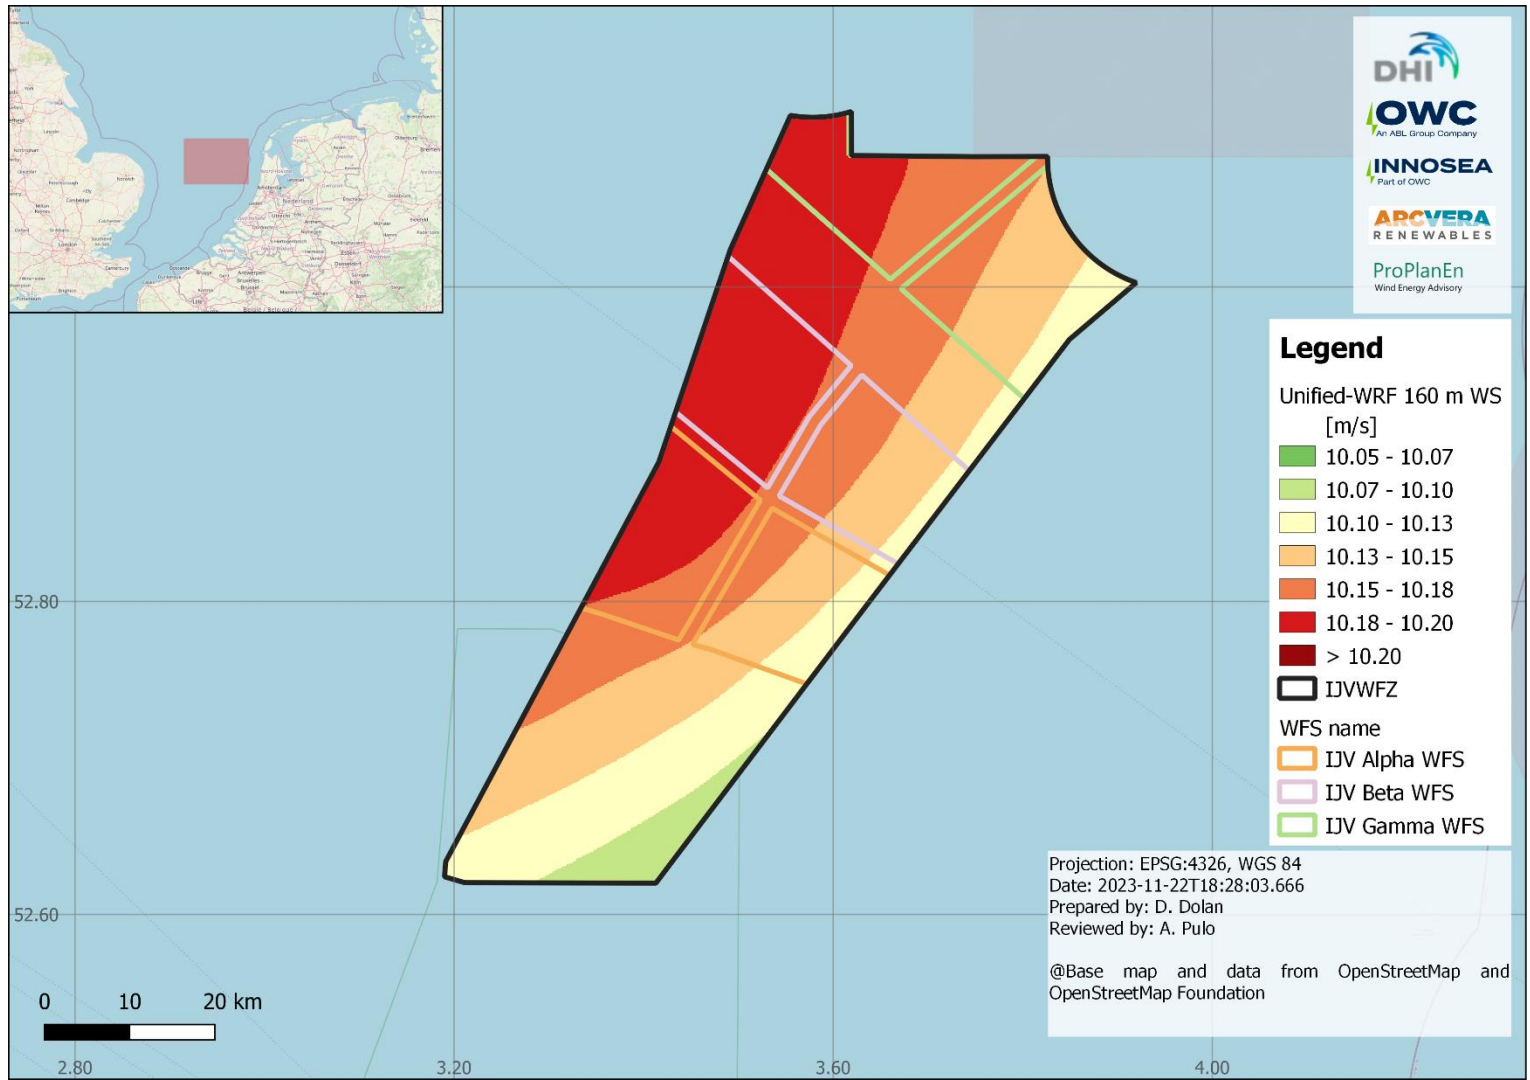 DHI
OWC
An ABL Group Company
INNOSEA
Part of OWC
ARCVERA
RENEWABLES
ProPlanEn
Wind Energy Advisory
Legend
Unified-WRF 160 m WS
[m/s]
10.05 - 10.07
10.07 - 10.10
10.10 - 10.13
10.13 - 10.15
10.15 - 10.18
10.18 - 10.20
> 10.20
IJVWFZ
WFS name
IJV Alpha WFS
IJV Beta WFS
IJV Gamma WFS
Projection: EPSG:4326, WGS 84
Date: 2023-11-22T18:28:03.666
Prepared by: D. Dolan
Reviewed by: A. Pulo
@Base map and data from OpenStreetMap and
OpenStreetMap Foundation
52.80
52.60
0 10 20 km
2.80 3.20 3.60 4.00